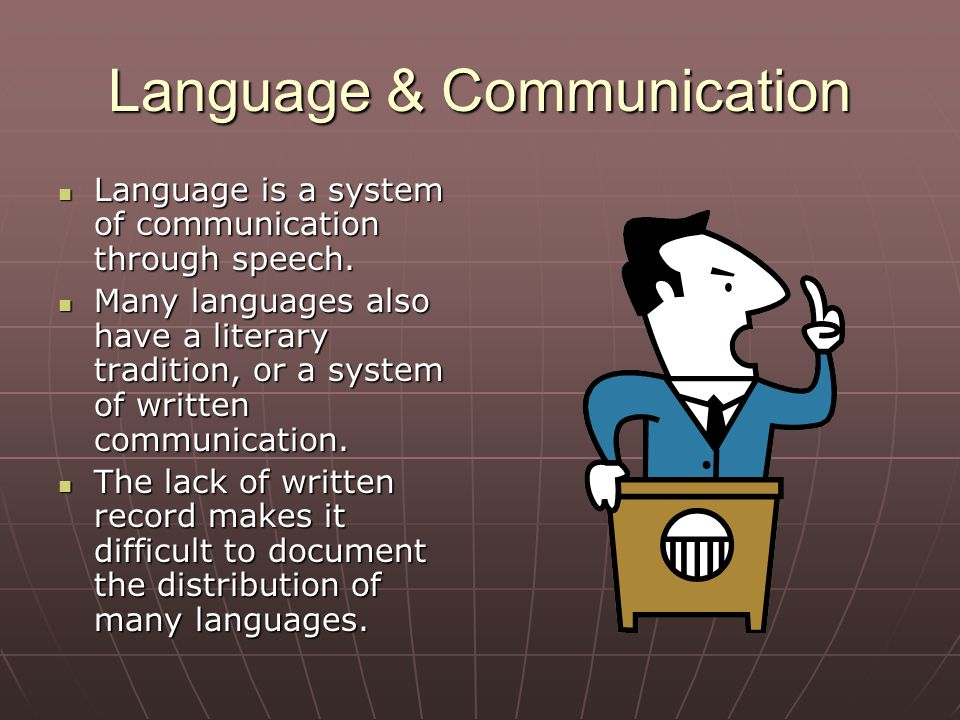 Language & Communication
Language is a system
of communication
through speech.
Many languages also
have a literary
tradition, or a system
of written
communication.
The lack of written
record makes it
difficult to document
the distribution of
many languages.